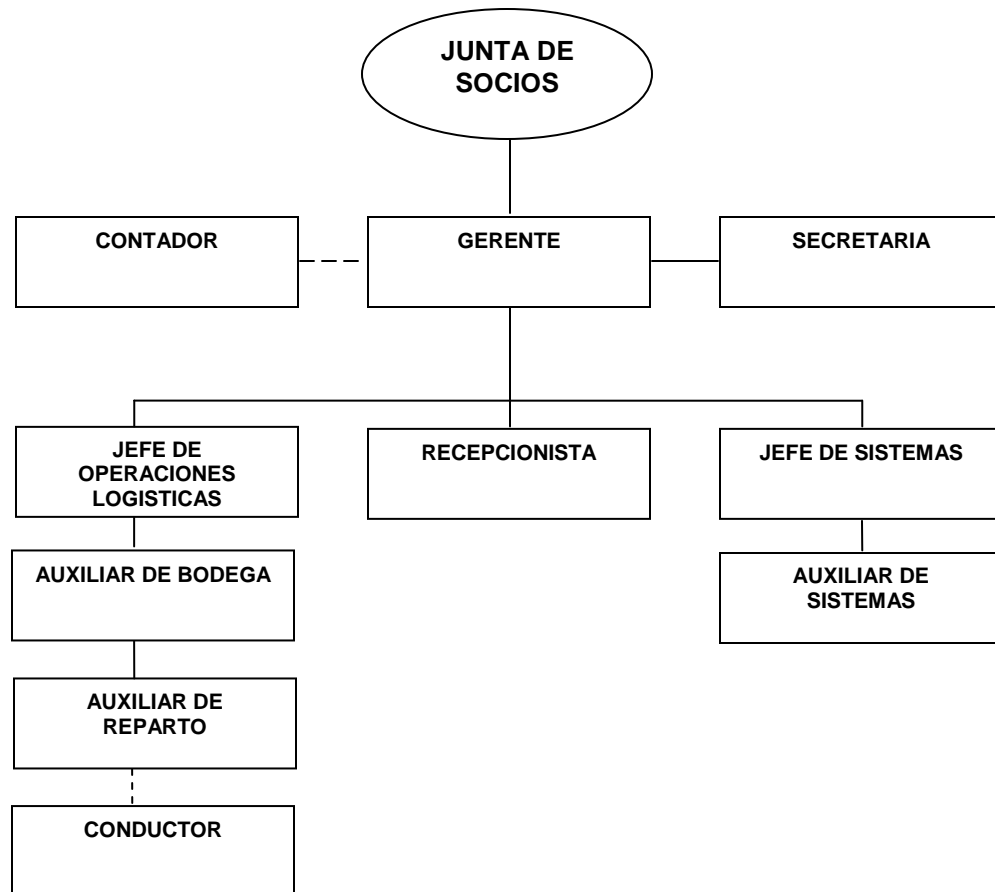 JUNTA DE
SOCIOS
CONTADOR
GERENTE
SECRETARIA
JEFE DE
OPERACIONES
LOGISTICAS
RECEPCIONISTA
JEFE DE SISTEMAS
AUXILIAR DE BODEGA
AUXILIAR DE
SISTEMAS
AUXILIAR DE
REPARTO
CONDUCTOR